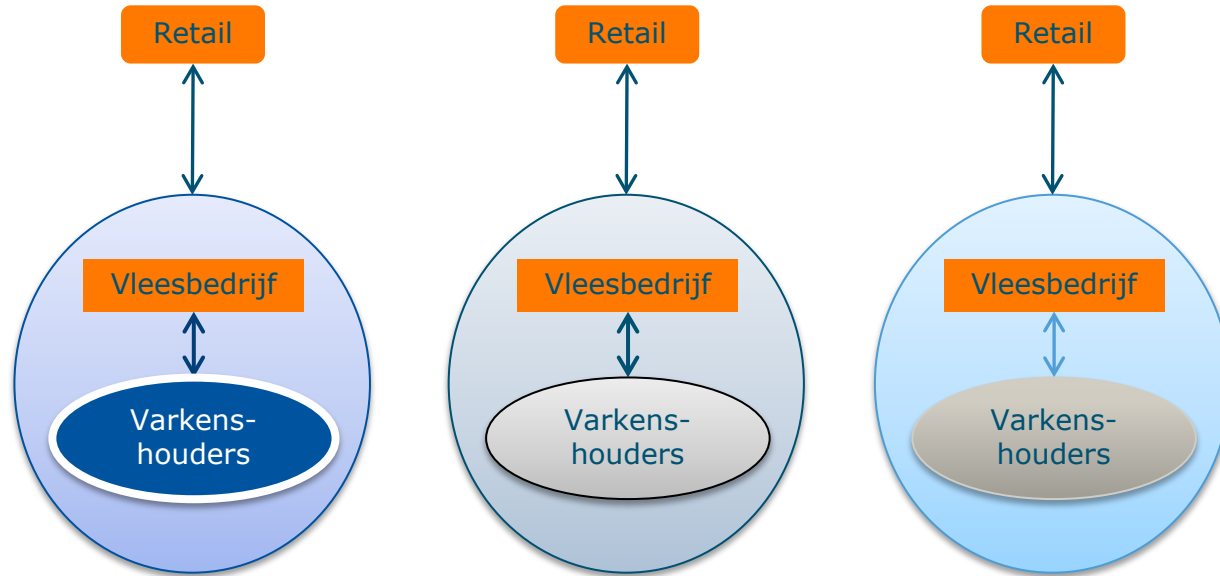 Retail
Retail
Retail
Vleesbedrijf
Vleesbedrijf
Vleesbedrijf
Varkens-
houders
Varkens-
houders
Varkens-
houders